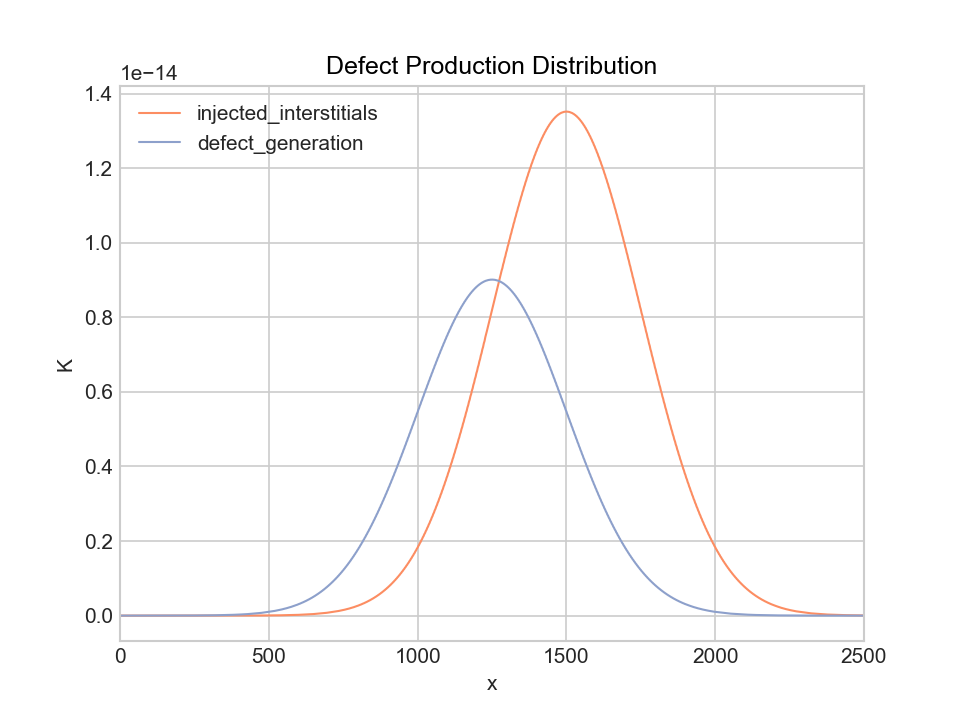 Defect Production Distribution
1e−14
injected_interstitials
defect_generation
1.4
1.2
1.0
0.8
0.6
0.4
0.2
0.0
K
0 500 1000 1500 2000 2500
x